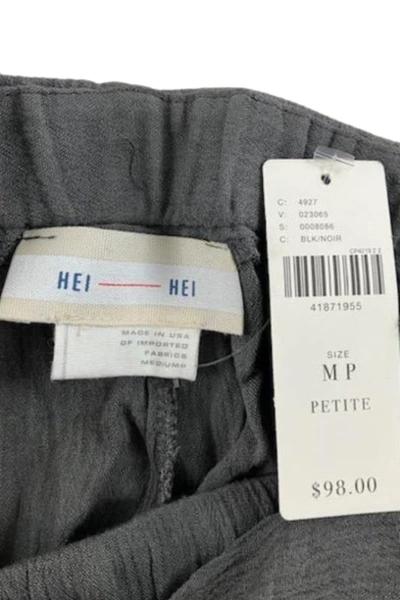 HEI — HEI
MADE IN USA
OF IMPORTED
FABRICS
MEDIUMP
C: 4927
V: 023065
S: 0008086
C: BLK/NOIR
41871955
SIZE
M P
PETITE
$98.00